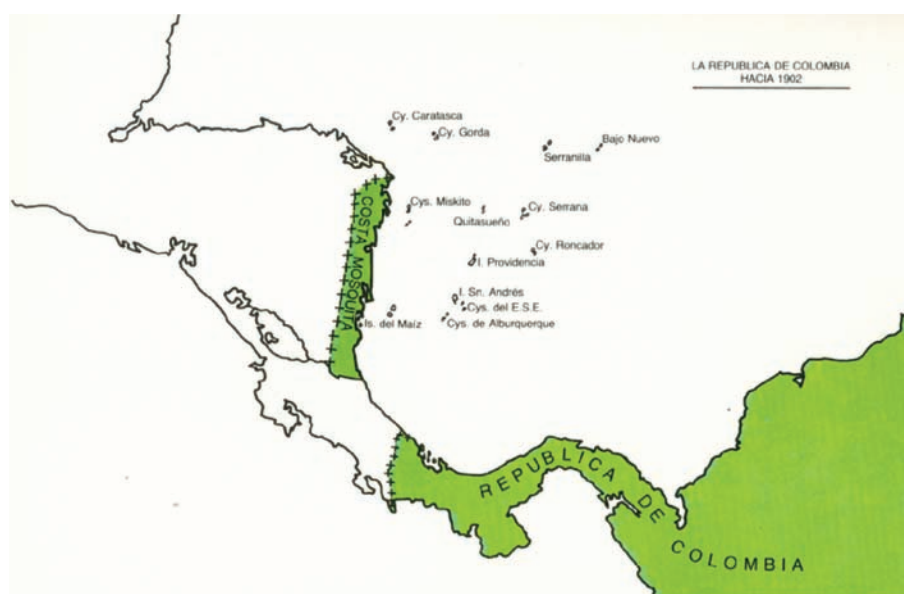 LA REPUBLICA DE COLOMBIA
HACIA 1902
Cy. Caratasca
Cy. Gorda
Bajo Nuevo
Serranilla
Cys. Miskito
Quitasueño
Cy. Serrana
Cy. Roncador
I. Providencia
I. Sn. Andrés
Cys. del E.S.E.
Cys. de Alburquerque
Is. del Maíz
COSTA MOSQUITA
REPUBLICA DE COLOMBIA